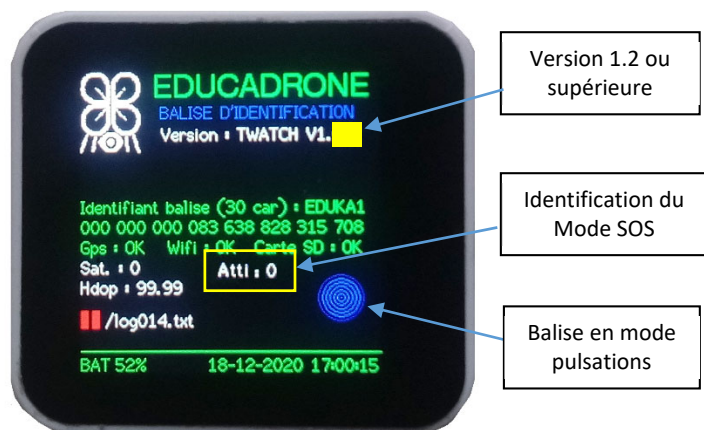 EDUCADRONE
BALISE D'IDENTIFICATION
Version : TWATCH V1.
Identifiant balise (30 car) : EDUKA1
000 000 000 083 638 828 315 708
Gps : OK Wifi : OK Carte SD : OK
Sat. : 0 Atti : 0
Hdop : 99.99
/log014.txt
BAT 52% 18-12-2020 17:00:15
Version 1.2 ou
supérieure
Identification du
Mode SOS
Balise en mode
pulsations